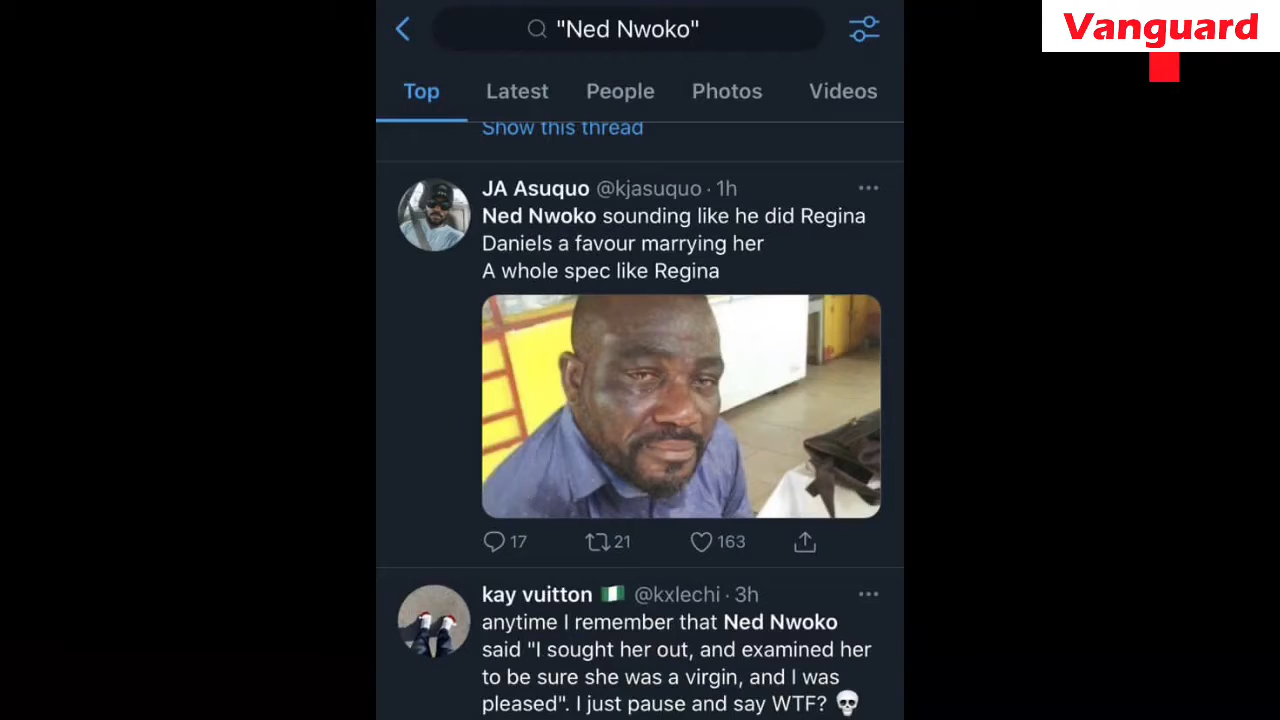 Vanguard
"Ned Nwoko"
Top Latest People Photos Videos
Show this thread
JA Asuquo @kjasuquo · 1h
Ned Nwoko sounding like he did Regina
Daniels a favour marrying her
A whole spec like Regina
17 21 163
kay vuitton 🇳🇬 @kxlechi · 3h
anytime I remember that Ned Nwoko
said "I sought her out, and examined her
to be sure she was a virgin, and I was
pleased". I just pause and say WTF? 💀